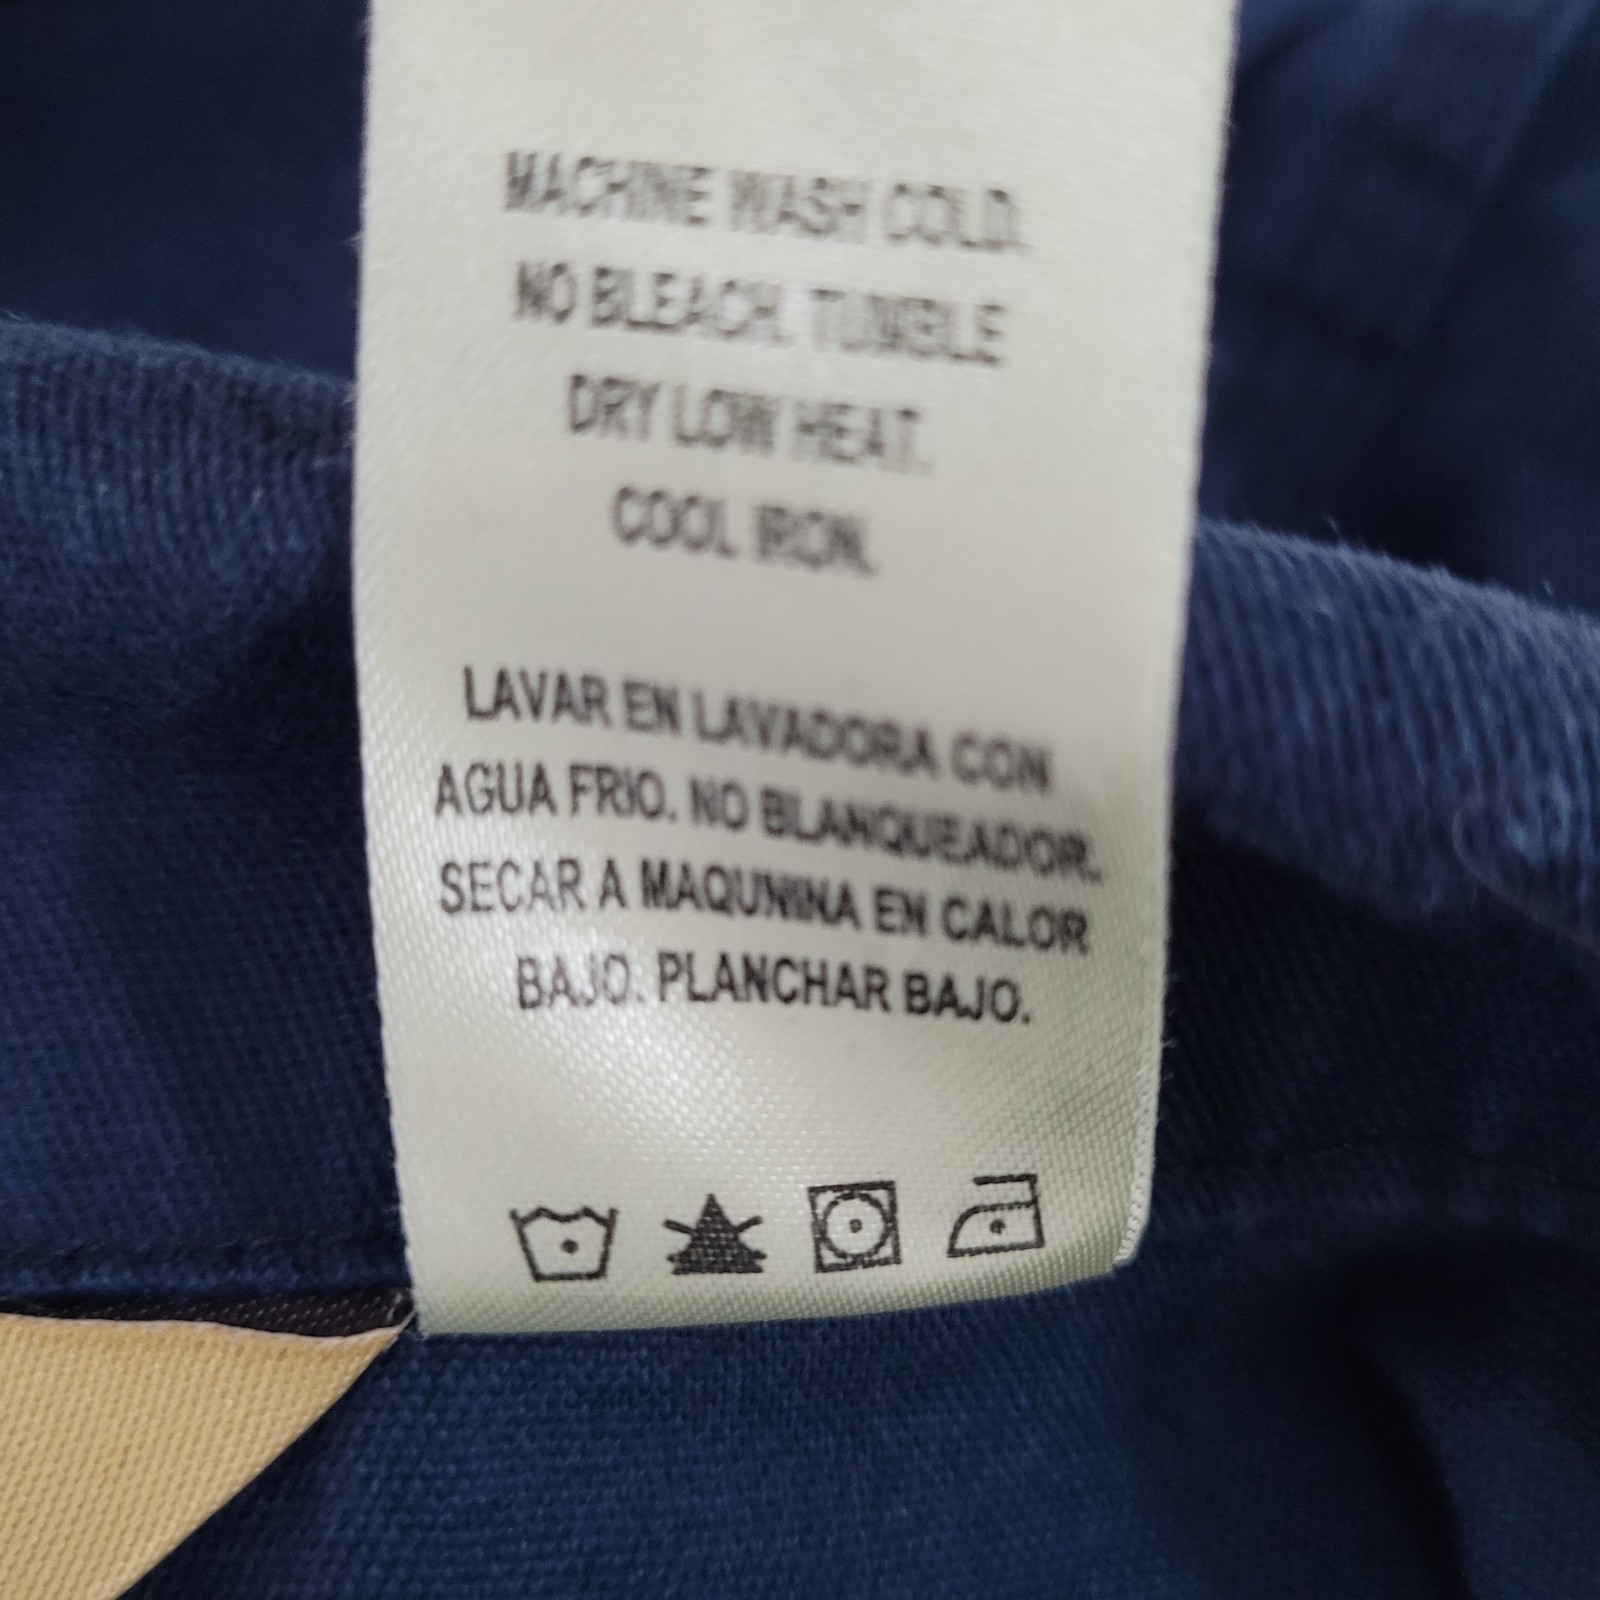 MACHINE WASH COLD.
NO BLEACH. TUMBLE
DRY LOW HEAT.
COOL IRON.
LAVAR EN LAVADORA CON
AGUA FRIO. NO BLANQUEADOR.
SECAR A MAQUNINA EN CALOR
BAJO. PLANCHAR BAJO.